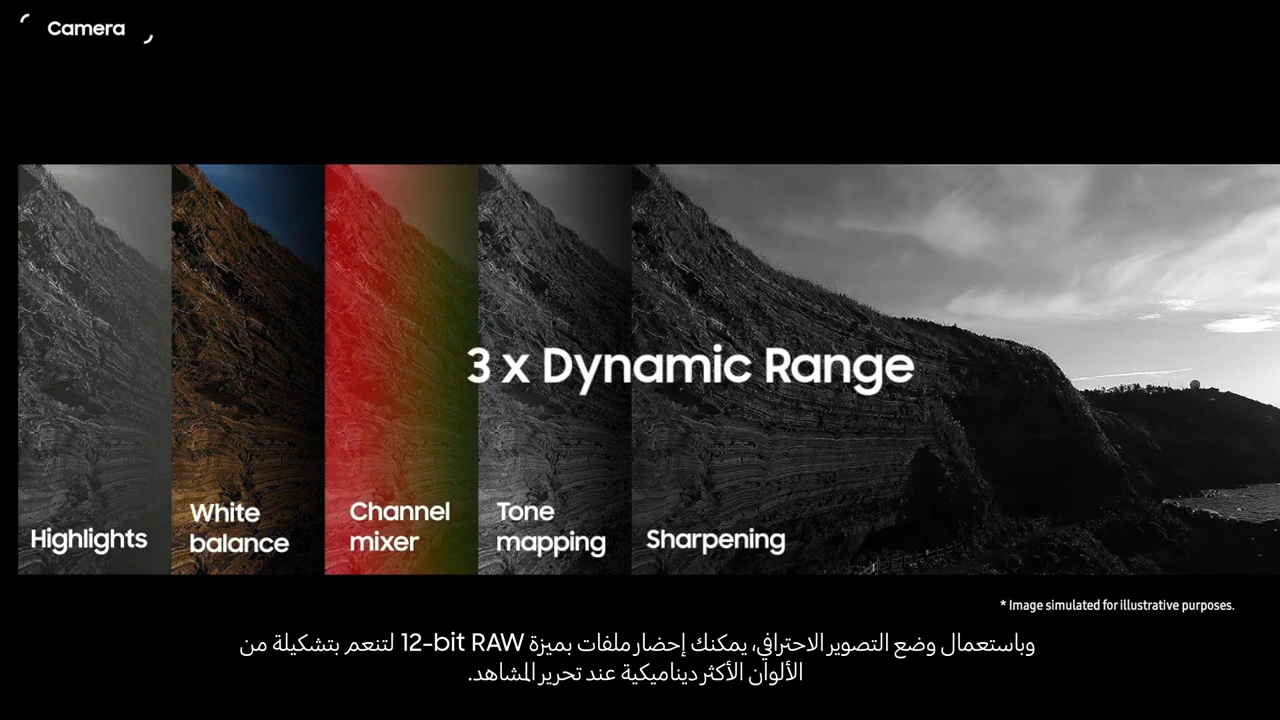 Camera
3 x Dynamic Range
Highlights
White
balance
Channel
mixer
Tone
mapping
Sharpening
* Image simulated for illustrative purposes.
وباستعمال وضع التصوير الاحترافي، يمكنك إحضار ملفات بميزة 12-bit RAW لتنعم بتشكيلة من
الألوان الأكثر ديناميكية عند تحرير المشاهد.